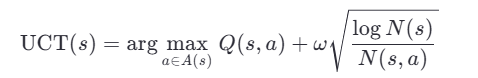 UCT(s) = arg max_{a∈A(s)} Q(s, a) + ω√(log N(s) / N(s, a))